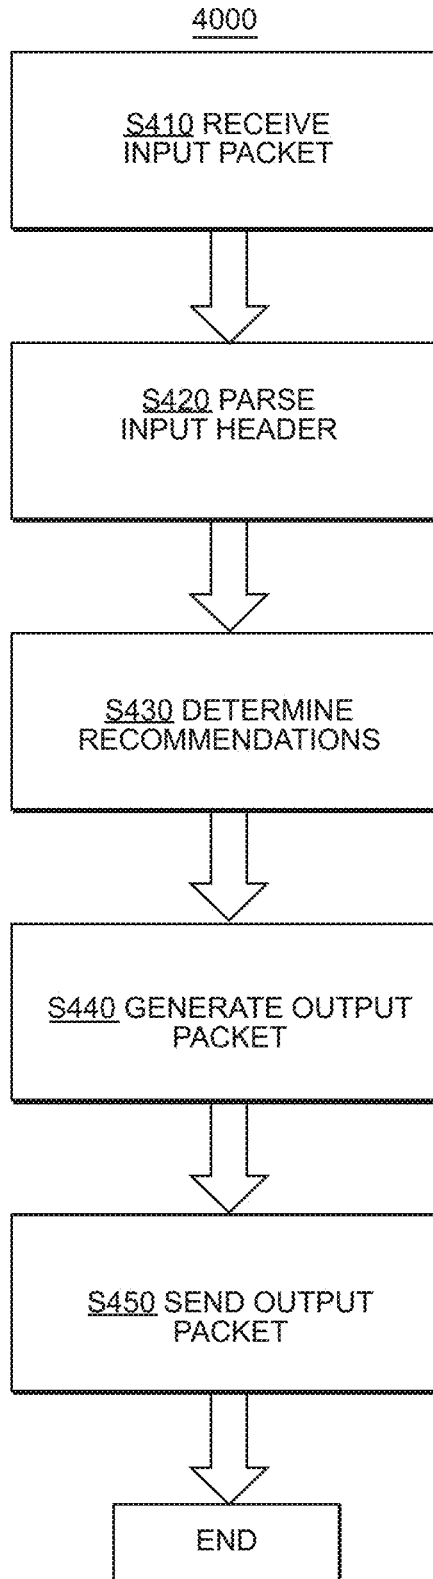 4000
S410 RECEIVE
INPUT PACKET
S420 PARSE
INPUT HEADER
S430 DETERMINE
RECOMMENDATIONS
S440 GENERATE OUTPUT
PACKET
S450 SEND OUTPUT
PACKET
END